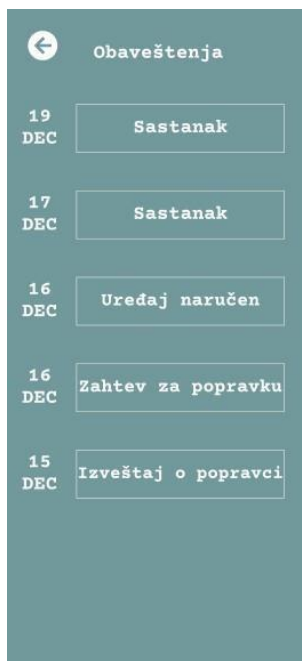 Obaveštenja
19
DEC
Sastanak
17
DEC
Sastanak
16
DEC
Uređaj naručen
16
DEC
Zahtev za popravku
15
DEC
Izveštaj o popravci